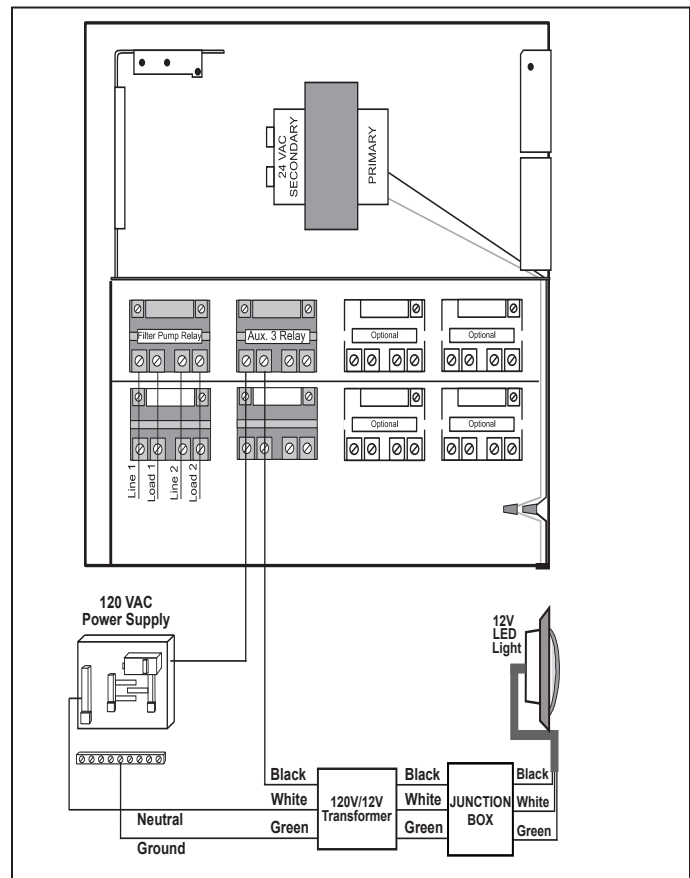 24 VAC
SECONDARY
PRIMARY
Filter Pump Relay
Aux. 3 Relay
Optional
Optional
Optional
Optional
Line 1
Load 1
Line 2
Load 2
120 VAC
Power Supply
12V
LED
Light
Black
White
Green
Neutral
Ground
120V/12V
Transformer
Black
White
Green
JUNCTION
BOX
Black
White
Green